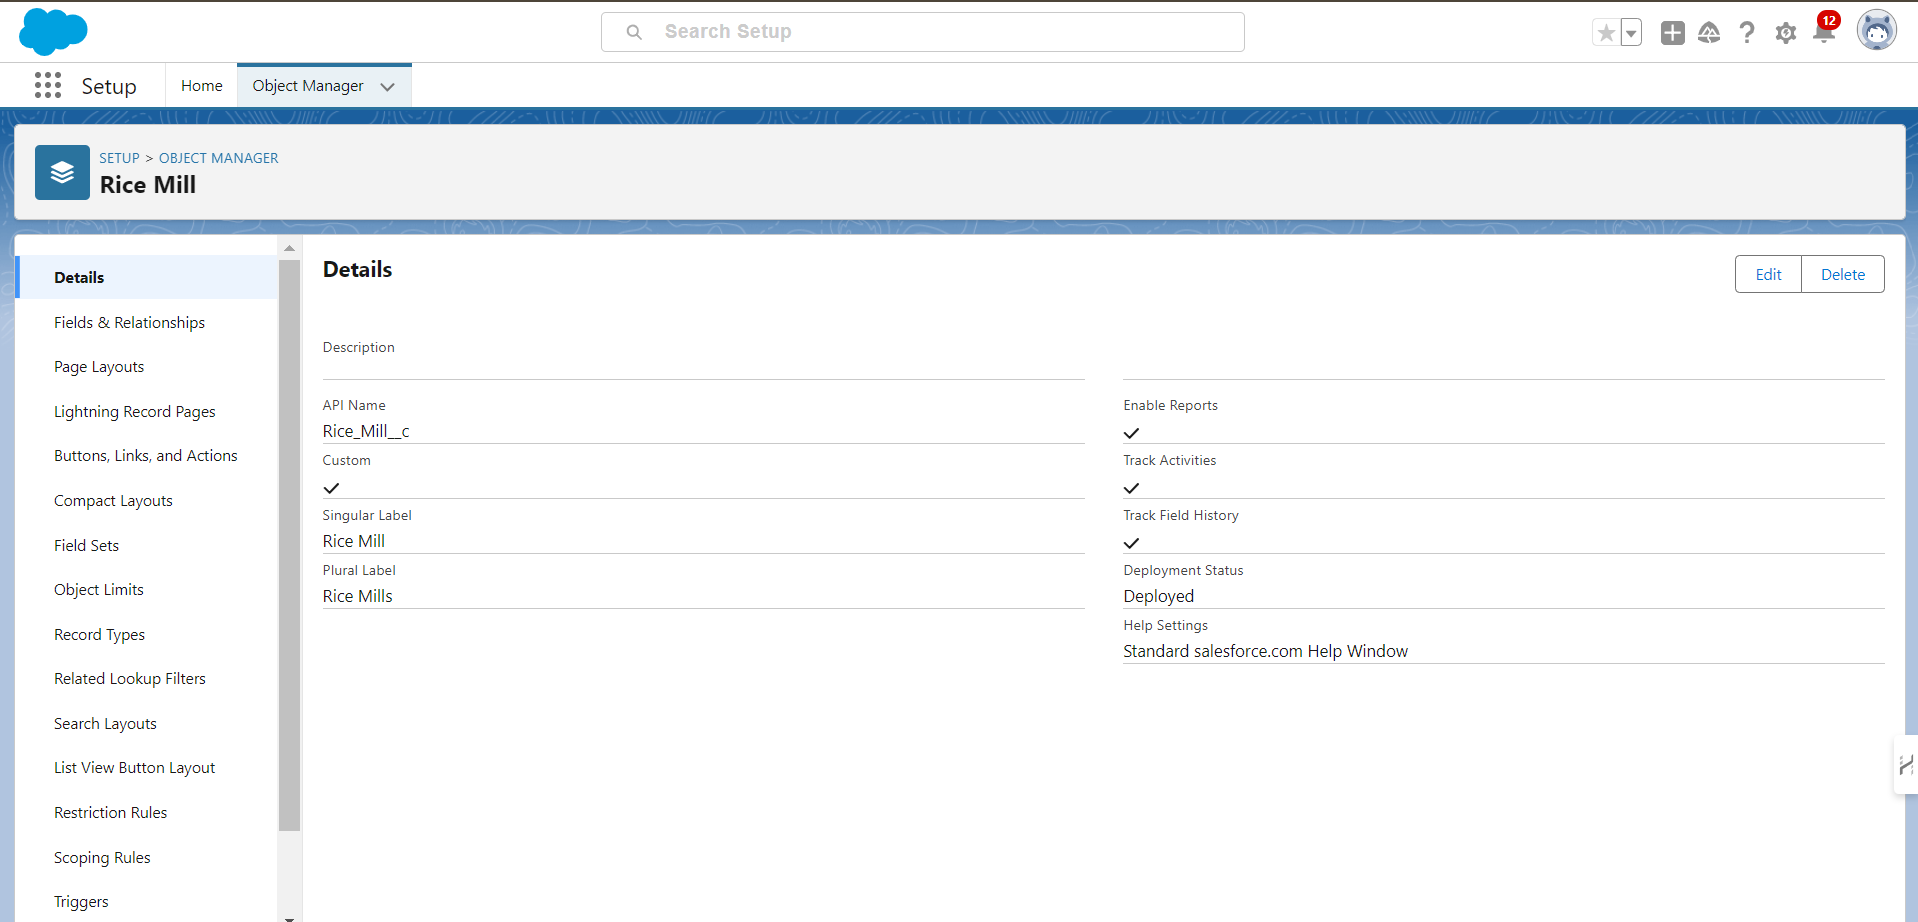 Search Setup
12
Setup
Home
Object Manager
SETUP > OBJECT MANAGER
Rice Mill
Details
Fields & Relationships
Page Layouts
Lightning Record Pages
Buttons, Links, and Actions
Compact Layouts
Field Sets
Object Limits
Record Types
Related Lookup Filters
Search Layouts
List View Button Layout
Restriction Rules
Scoping Rules
Triggers
Details
Edit
Delete
Description
API Name
Rice_Mill__c
Custom
Singular Label
Rice Mill
Plural Label
Rice Mills
Enable Reports
Track Activities
Track Field History
Deployment Status
Deployed
Help Settings
Standard salesforce.com Help Window